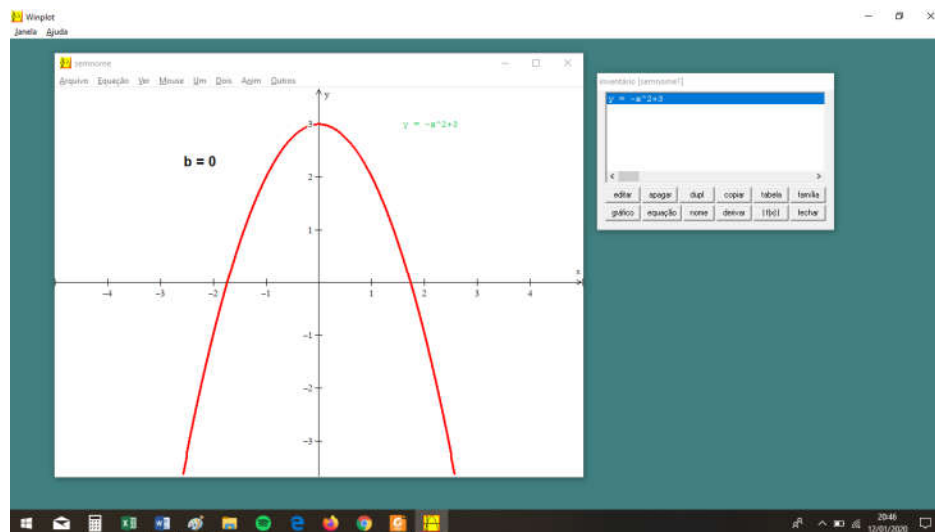 Winplot
Janela Ajuda
semnome
Arquivo Equação Ver Mouse Um Dois Anim Outros
y
y = -x^2+3
b = 0
3
2
1
x
-4 -3 -2 -1 1 2 3 4
-1
-2
-3
inventário [semnome1]
y = -x^2+3
editar apagar dupl copiar tabela família
gráfico equação nome derivar fechar
20:46
12/01/2020